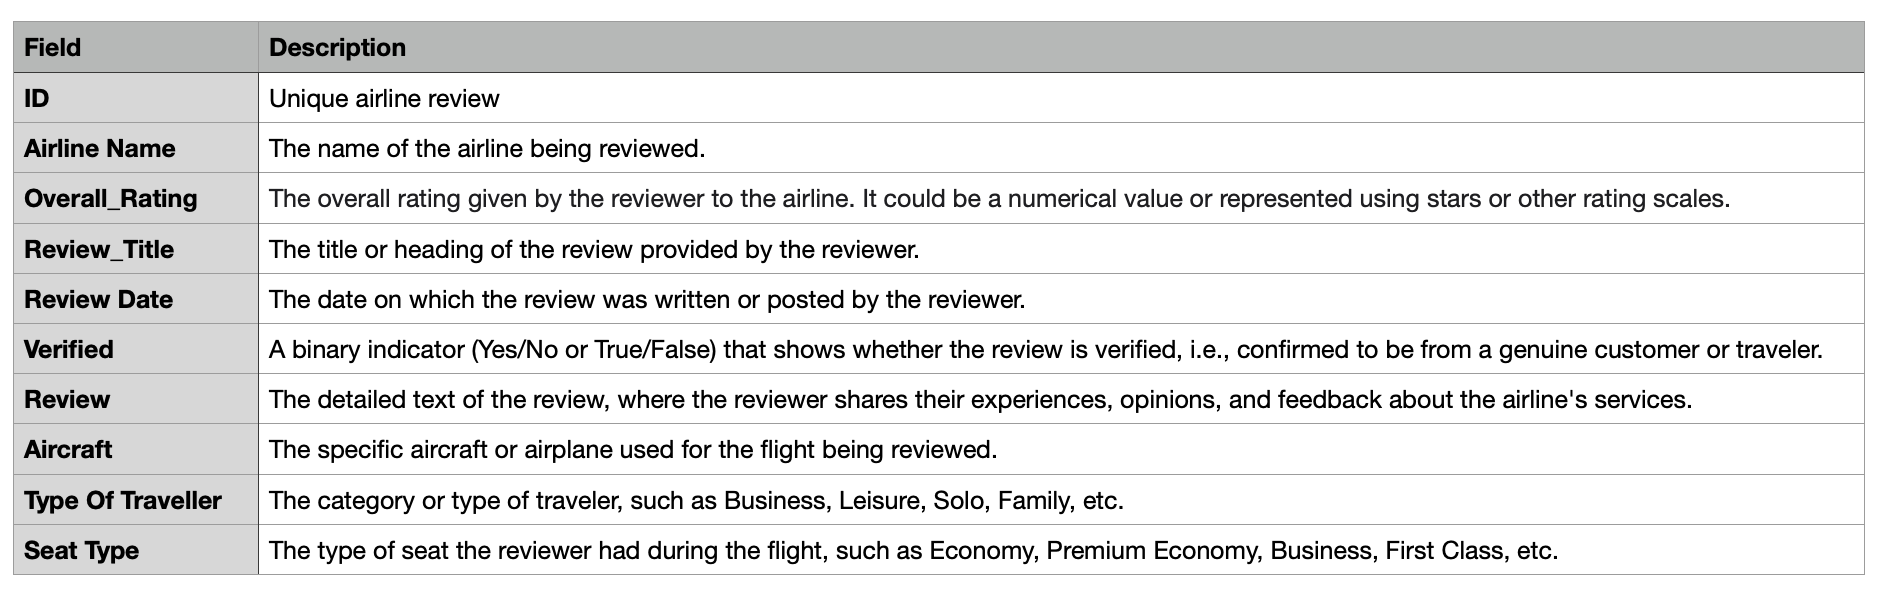 Field Description
ID Unique airline review
Airline Name The name of the airline being reviewed.
Overall_Rating The overall rating given by the reviewer to the airline. It could be a numerical value or represented using stars or other rating scales.
Review_Title The title or heading of the review provided by the reviewer.
Review Date The date on which the review was written or posted by the reviewer.
Verified A binary indicator (Yes/No or True/False) that shows whether the review is verified, i.e., confirmed to be from a genuine customer or traveler.
Review The detailed text of the review, where the reviewer shares their experiences, opinions, and feedback about the airline's services.
Aircraft The specific aircraft or airplane used for the flight being reviewed.
Type Of Traveller The category or type of traveler, such as Business, Leisure, Solo, Family, etc.
Seat Type The type of seat the reviewer had during the flight, such as Economy, Premium Economy, Business, First Class, etc.